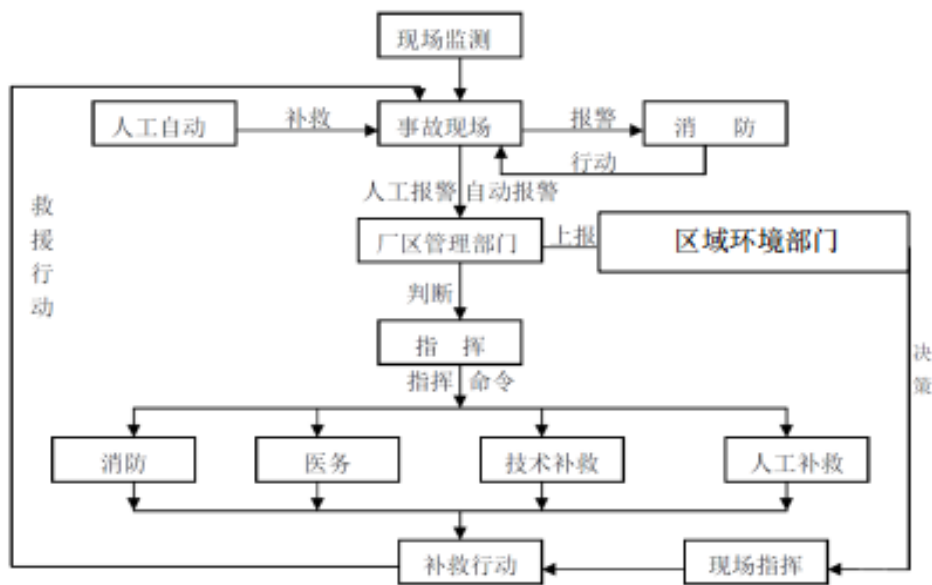 现场监测
人工自动
补救
事故现场
报警
消 防
行动
人工报警 自动报警
救援行动
厂区管理部门
上报
区域环境部门
判断
指 挥
决策
指挥 命令
消防
医务
技术补救
人工补救
补救行动
现场指挥